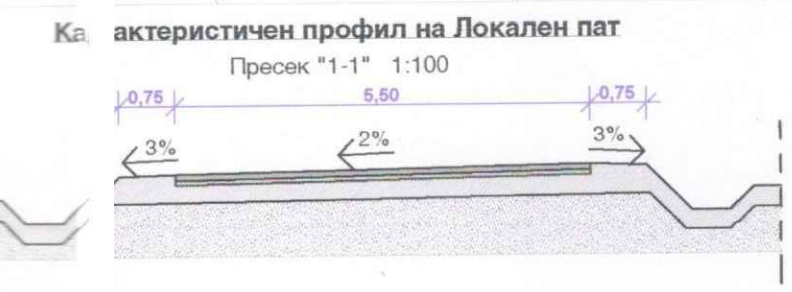 Ка актеристичен профил на Локален пат
Пресек "1-1" 1:100
0,75 5,50 0,75
3% 2% 3%